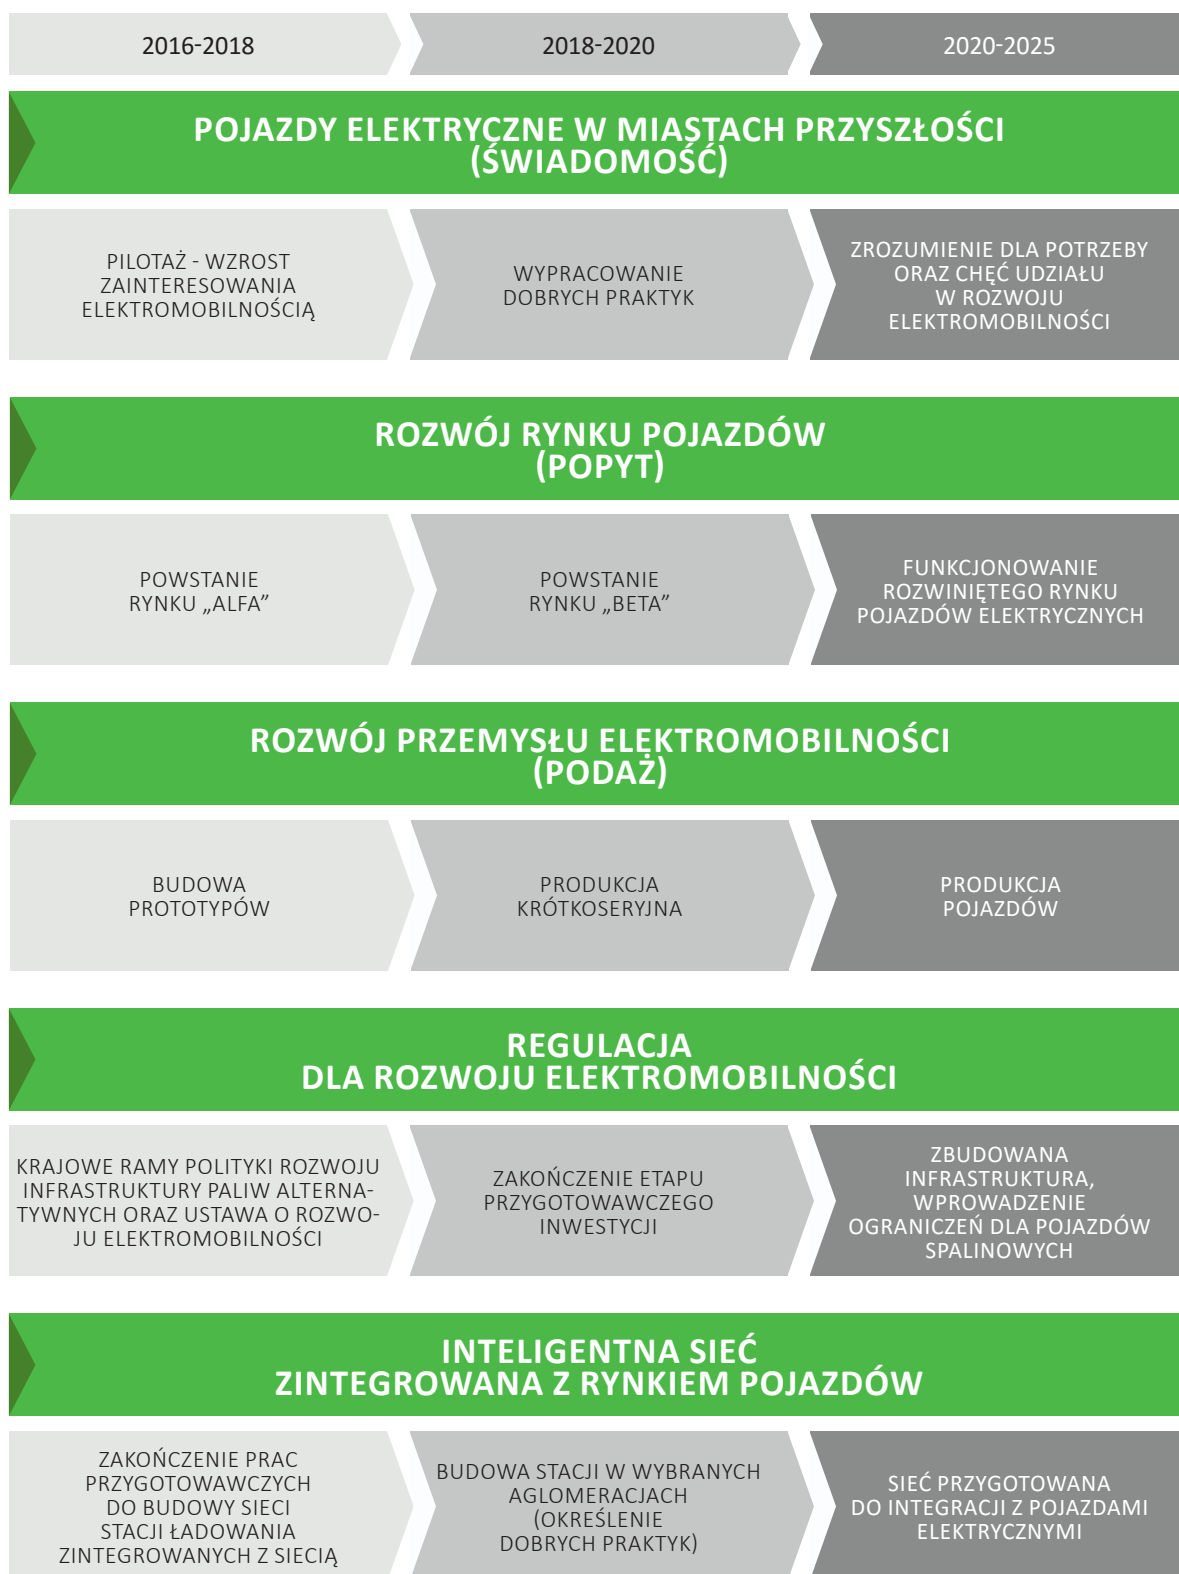 2016-2018
2018-2020
2020-2025
POJAZDY ELEKTRYCZNE W MIASTACH PRZYSZŁOŚCI
(ŚWIADOMOŚĆ)
PILOTAŻ - WZROST
ZAINTERESOWANIA
ELEKTROMOBILNOŚCIĄ
WYPRACOWANIE
DOBRYCH PRAKTYK
ZROZUMIENIE DLA POTRZEBY
ORAZ CHĘĆ UDZIAŁU
W ROZWOJU
ELEKTROMOBILNOŚCI
ROZWÓJ RYNKU POJAZDÓW
(POPYT)
POWSTANIE
RYNKU „ALFA”
POWSTANIE
RYNKU „BETA”
FUNKCJONOWANIE
ROZWINIĘTEGO RYNKU
POJAZDÓW ELEKTRYCZNYCH
ROZWÓJ PRZEMYSŁU ELEKTROMOBILNOŚCI
(PODAŻ)
BUDOWA
PROTOTYPÓW
PRODUKCJA
KRÓTKOSERYJNA
PRODUKCJA
POJAZDÓW
REGULACJA
DLA ROZWOJU ELEKTROMOBILNOŚCI
KRAJOWE RAMY POLITYKI ROZWOJU
INFRASTRUKTURY PALIW ALTERNA-
TYWNYCH ORAZ USTAWA O ROZWO-
JU ELEKTROMOBILNOŚCI
ZAKOŃCZENIE ETAPU
PRZYGOTOWAWCZEGO
INWESTYCJI
ZBUDOWANA
INFRASTRUKTURA,
WPROWADZENIE
OGRANICZEŃ DLA POJAZDÓW
SPALINOWYCH
INTELIGENTNA SIEĆ
ZINTEGROWANA Z RYNKIEM POJAZDÓW
ZAKOŃCZENIE PRAC
PRZYGOTOWAWCZYCH
DO BUDOWY SIECI
STACJI ŁADOWANIA
ZINTEGROWANYCH Z SIECIĄ
BUDOWA STACJI W WYBRANYCH
AGLOMERACJACH
(OKREŚLENIE
DOBRYCH PRAKTYK)
SIEĆ PRZYGOTOWANA
DO INTEGRACJI Z POJAZDAMI
ELEKTRYCZNYMI